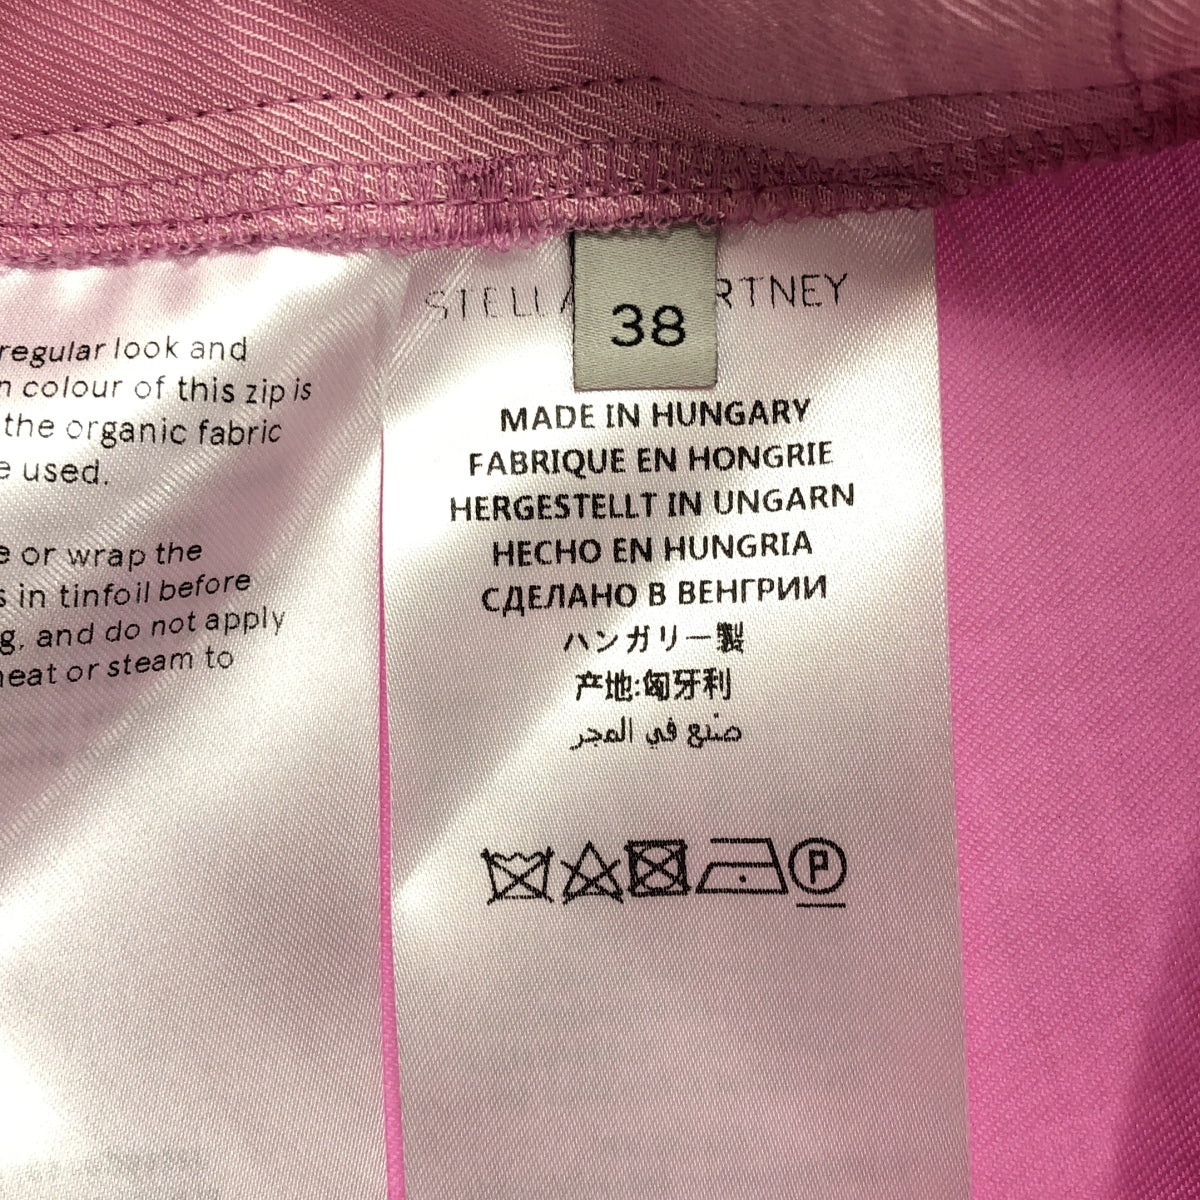 regular look and
colour of this zip is
the organic fabric
used.
or wrap the
in tinfoil before
and do not apply
heat or steam to
38
MADE IN HUNGARY
FABRIQUE EN HONGRIE
HERGESTELLT IN UNGARN
HECHO EN HUNGRIA
СДЕЛАНО В ВЕНГРИИ
ハンガリー製
产地:匈牙利
صنع في المجر
P